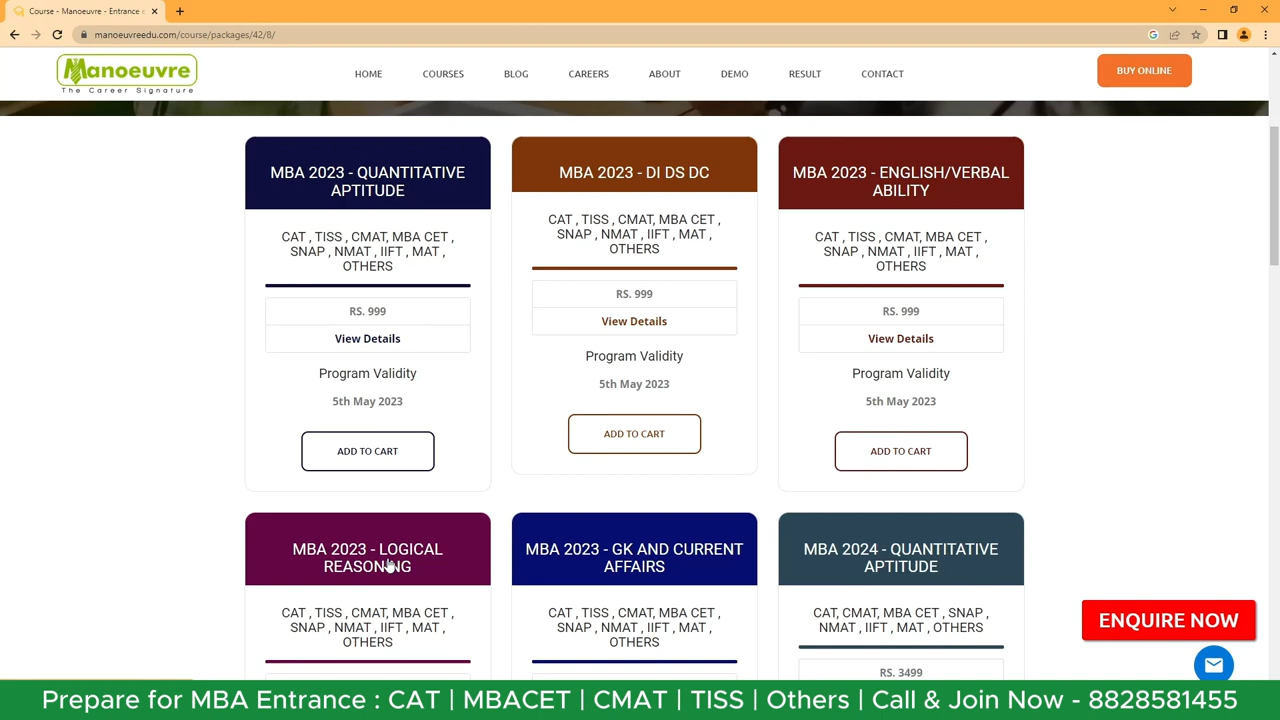 Course - Manoeuvre - Entrance
manoeuvreedu.com/course/packages/42/8/
Manoeuvre
The Career Signature
HOME
COURSES
BLOG
CAREERS
ABOUT
DEMO
RESULT
CONTACT
BUY ONLINE
MBA 2023 - QUANTITATIVE
APTITUDE
CAT , TISS , CMAT, MBA CET ,
SNAP , NMAT , IIFT , MAT ,
OTHERS
RS. 999
View Details
Program Validity
5th May 2023
ADD TO CART
MBA 2023 - DI DS DC
CAT , TISS , CMAT, MBA CET ,
SNAP , NMAT , IIFT , MAT ,
OTHERS
RS. 999
View Details
Program Validity
5th May 2023
ADD TO CART
MBA 2023 - ENGLISH/VERBAL
ABILITY
CAT , TISS , CMAT, MBA CET ,
SNAP , NMAT , IIFT , MAT ,
OTHERS
RS. 999
View Details
Program Validity
5th May 2023
ADD TO CART
MBA 2023 - LOGICAL
REASONING
CAT , TISS , CMAT, MBA CET ,
SNAP , NMAT , IIFT , MAT ,
OTHERS
MBA 2023 - GK AND CURRENT
AFFAIRS
CAT , TISS , CMAT, MBA CET ,
SNAP , NMAT , IIFT , MAT ,
OTHERS
MBA 2024 - QUANTITATIVE
APTITUDE
CAT, CMAT, MBA CET , SNAP ,
NMAT , IIFT , MAT , OTHERS
RS. 3499
ENQUIRE NOW
Prepare for MBA Entrance : CAT | MBACET | CMAT | TISS | Others | Call & Join Now - 8828581455